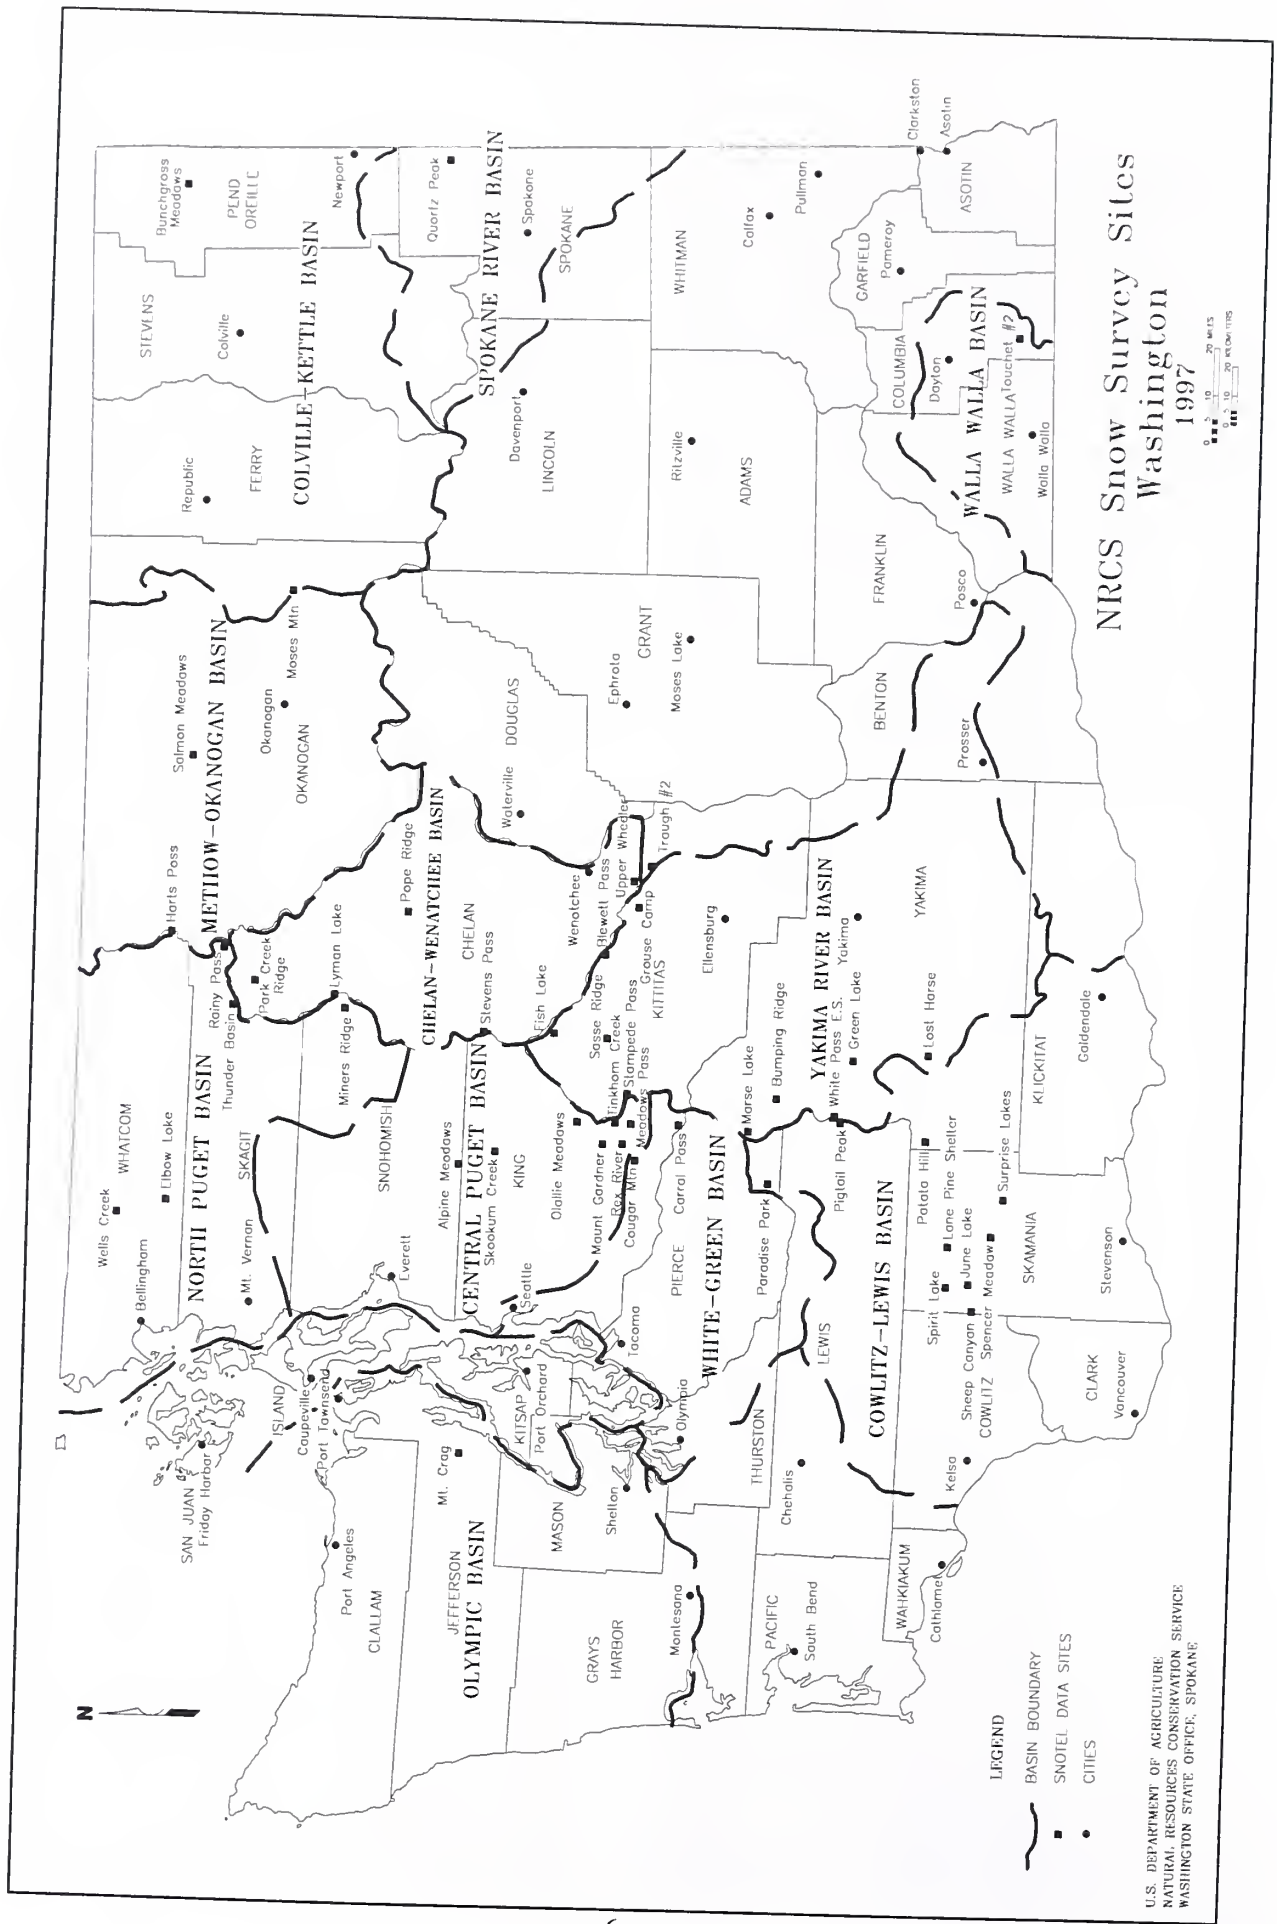 NRCS Snow Survey Sites
Washington
1997
0 5 10 20 MILES
0 5 10 20 KILOMETERS
N
Bunchgross
Meadows
PEND
OREILLE
Newport
STEVENS
Colville
Republic
FERRY
COLVILLE-KETTLE BASIN
Quartz Peak
Spokane
SPOKANE
SPOKANE RIVER BASIN
Davenport
LINCOLN
WHITMAN
Colfax
Pullman
Ritzville
ADAMS
Clarkston
Asotin
ASOTIN
GARFIELD
Pomeroy
COLUMBIA
Dayton
WALLA WALLA BASIN
Touchet #2
WALLA WALLA
Walla Walla
FRANKLIN
Pasco
Salmon Meadows
METHOW-OKANOGAN BASIN
Okanogan
Moses Mtn
OKANOGAN
Harts Pass
Rainy Pass
Park Creek
Ridge
Thunder Basin
Lyman Lake
Miners Ridge
Pope Ridge
CHELAN-WENATCHEE BASIN
CHELAN
Stevens Pass
Fish Lake
DOUGLAS
Waterville
Wenatchee
Blewett Pass
Upper Wheeler
Trough #2
Grouse Camp
Ephrata
GRANT
Moses Lake
BENTON
Prosser
Sasse Ridge
Tinkham Creek
Stampede Pass
Meadows Pass
KITTITAS
Ellensburg
Morse Lake
Bumping Ridge
YAKIMA RIVER BASIN
White Pass E.S.
Green Lake
Yakima
YAKIMA
Lost Horse
KLICKITAT
Goldendale
WHATCOM
Wells Creek
Elbow Lake
Bellingham
NORTH PUGET BASIN
SKAGIT
Mt. Vernon
SNOHOMISH
Everett
Alpine Meadows
CENTRAL PUGET BASIN
Skookum Creek
KING
Seattle
Olallie Meadows
Mount Gardner
Rex River
Cougar Mtn
Tacoma
PIERCE
Corral Pass
WHITE-GREEN BASIN
Paradise Park
Pigtail Peak
LEWIS
COWLITZ-LEWIS BASIN
Potato Hill
Lone Pine Shelter
Surprise Lakes
Spirit Lake
June Lake
Sheep Canyon
Spencer Meadow
COWLITZ
SKAMANIA
Stevenson
CLARK
Vancouver
Kelso
SAN JUAN
Friday Harbor
ISLAND
Coupeville
Port Townsend
KITSAP
Port Orchard
Olympia
THURSTON
Chehalis
Port Angeles
CLALLAM
Mt. Crag
JEFFERSON
OLYMPIC BASIN
MASON
Shelton
GRAYS
HARBOR
Montesano
PACIFIC
South Bend
WAHKIAKUM
Cathlamet
LEGEND
BASIN BOUNDARY
SNOTEL DATA SITES
CITIES
U.S. DEPARTMENT OF AGRICULTURE
NATURAL RESOURCES CONSERVATION SERVICE
WASHINGTON STATE OFFICE, SPOKANE